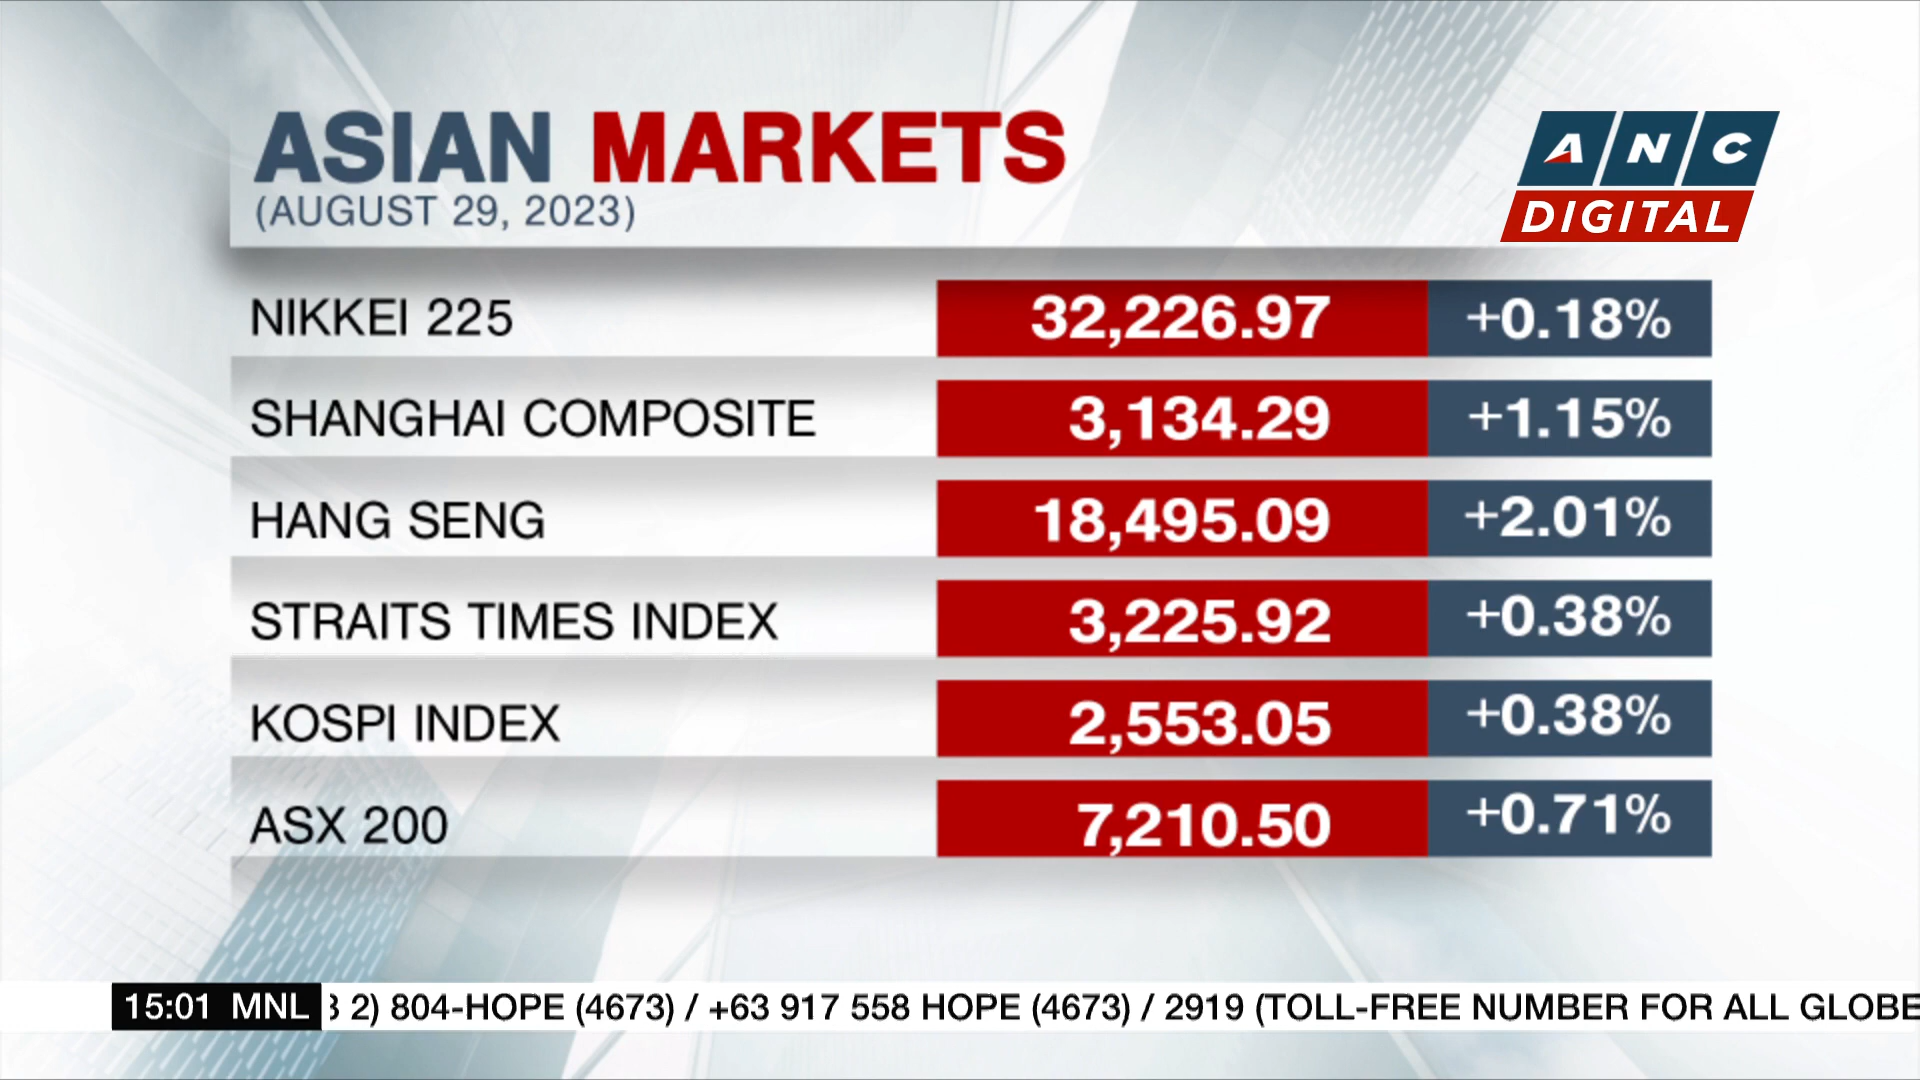 ASIAN MARKETS
(AUGUST 29, 2023)
ANC
DIGITAL
NIKKEI 225 32,226.97 +0.18%
SHANGHAI COMPOSITE 3,134.29 +1.15%
HANG SENG 18,495.09 +2.01%
STRAITS TIMES INDEX 3,225.92 +0.38%
KOSPI INDEX 2,553.05 +0.38%
ASX 200 7,210.50 +0.71%
15:01 MNL 2) 804-HOPE (4673) / +63 917 558 HOPE (4673) / 2919 (TOLL-FREE NUMBER FOR ALL GLOBE